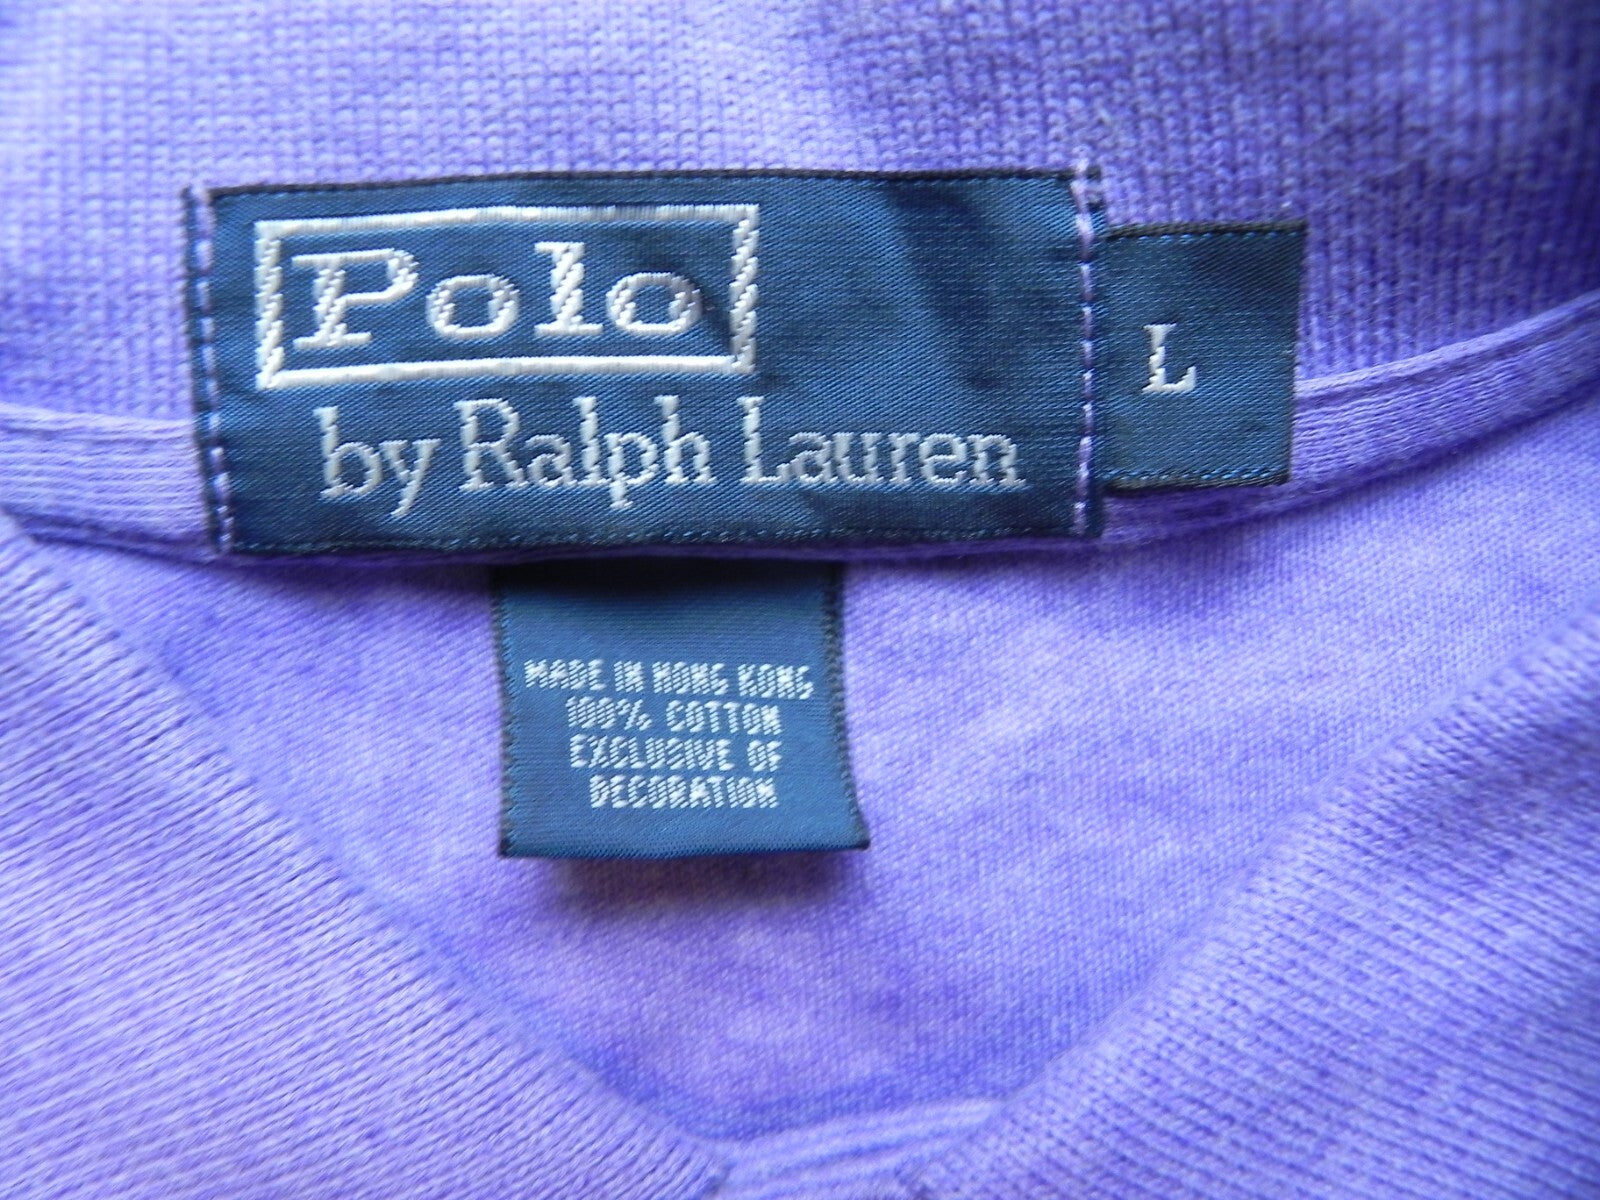 Polo
by Ralph Lauren
L
MADE IN HONG KONG
100% COTTON
EXCLUSIVE OF
DECORATION